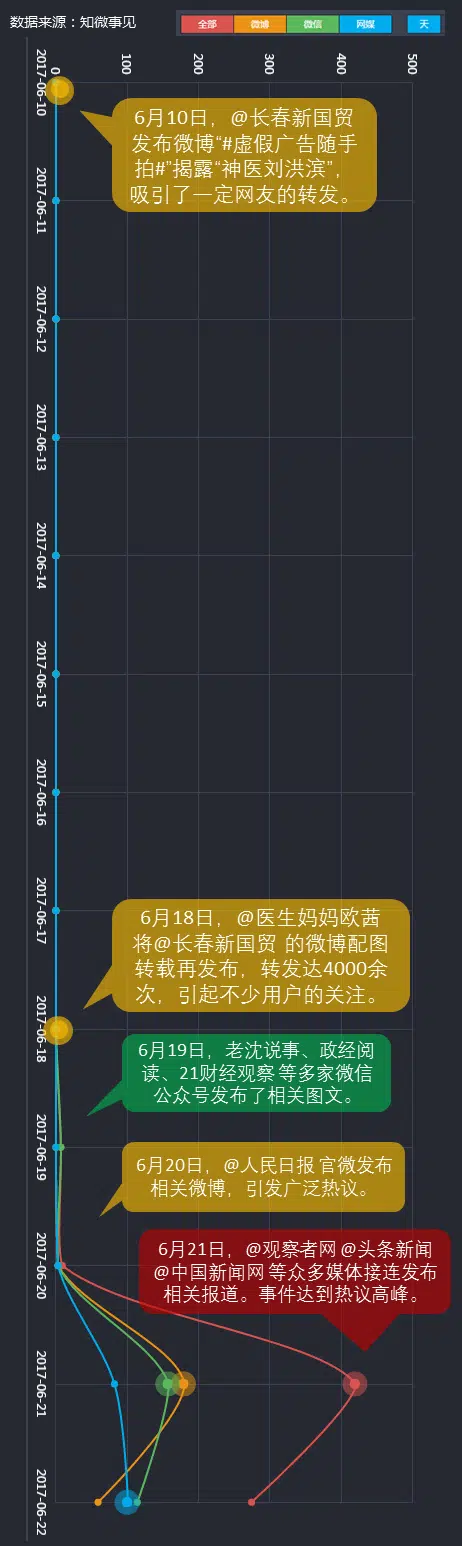 数据来源：知微事见
全部 微博 微信 网媒 天
0 100 200 300 400 500
2017-06-10
6月10日，@长春新国贸
发布微博“#虚假广告随手
拍#”揭露“神医刘洪滨”，
吸引了一定网友的转发。
2017-06-11
2017-06-12
2017-06-13
2017-06-14
2017-06-15
2017-06-16
2017-06-17
6月18日，@医生妈妈欧茜
将@长春新国贸 的微博配图
转载再发布，转发达4000余
次，引起不少用户的关注。
2017-06-18
6月19日，老沈说事、政经阅
读、21财经观察 等多家微信
公众号发布了相关图文。
2017-06-19
6月20日，@人民日报 官微发布
相关微博，引发广泛热议。
2017-06-20
6月21日，@观察者网 @头条新闻
@中国新闻网 等众多媒体接连发布
相关报道。事件达到热议高峰。
2017-06-21
2017-06-22